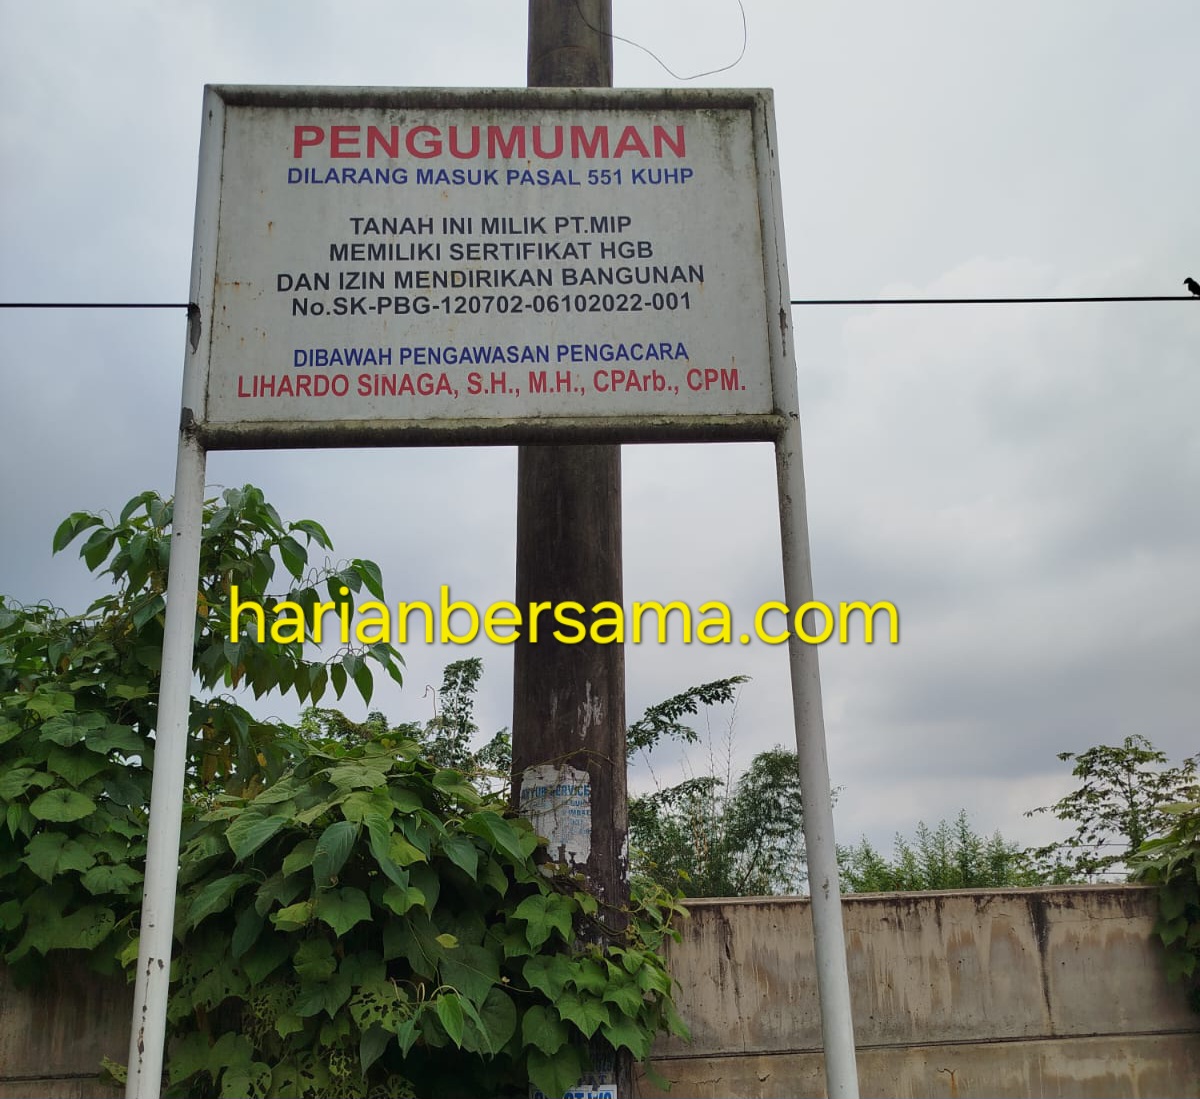 PENGUMUMAN
DILARANG MASUK PASAL 551 KUHP
TANAH INI MILIK PT.MIP
MEMILIKI SERTIFIKAT HGB
DAN IZIN MENDIRIKAN BANGUNAN
No.SK-PBG-120702-06102022-001
DIBAWAH PENGAWASAN PENGACARA
LIHARDO SINAGA, S.H., M.H., CPArb., CPM.
harianbersama.com
SERVICE